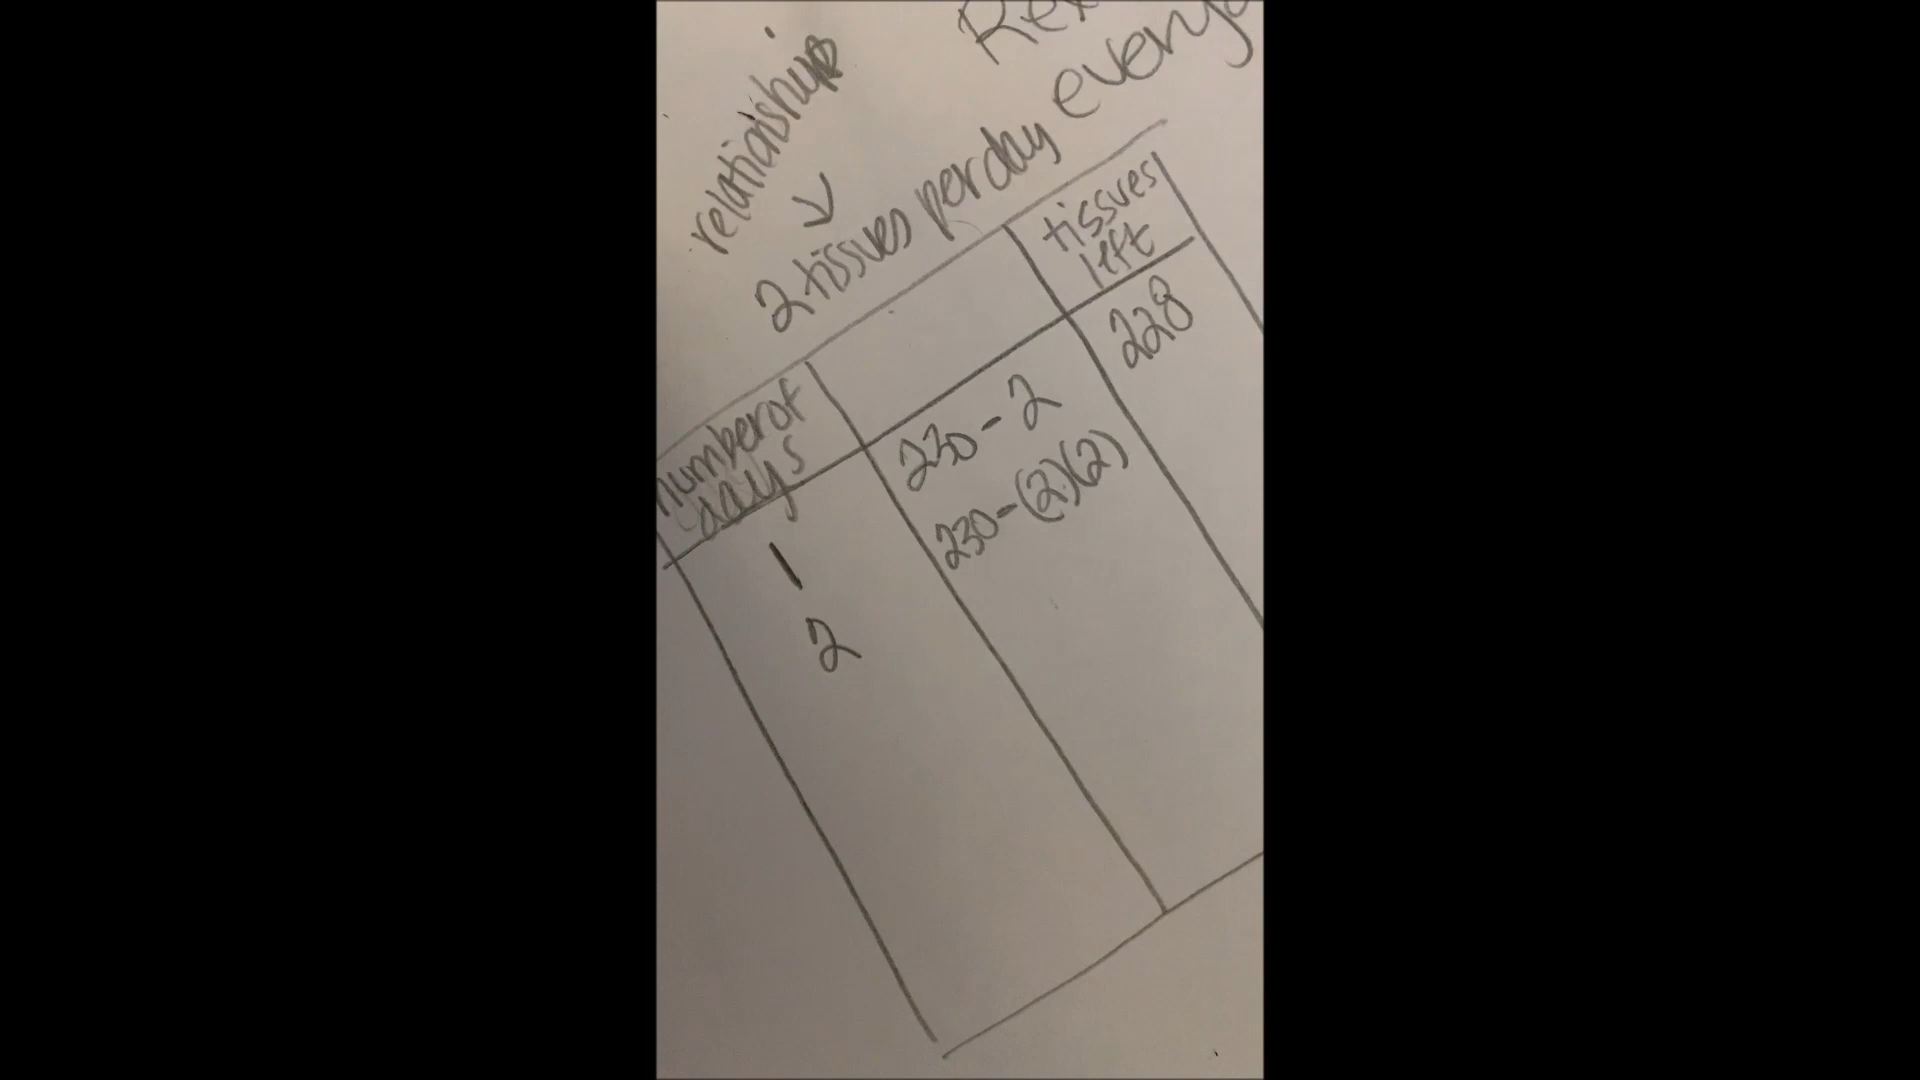 relationship
every
2 tissues per day
number of
days
tissues
left
1
230-2
228
2
230-(2)(2)